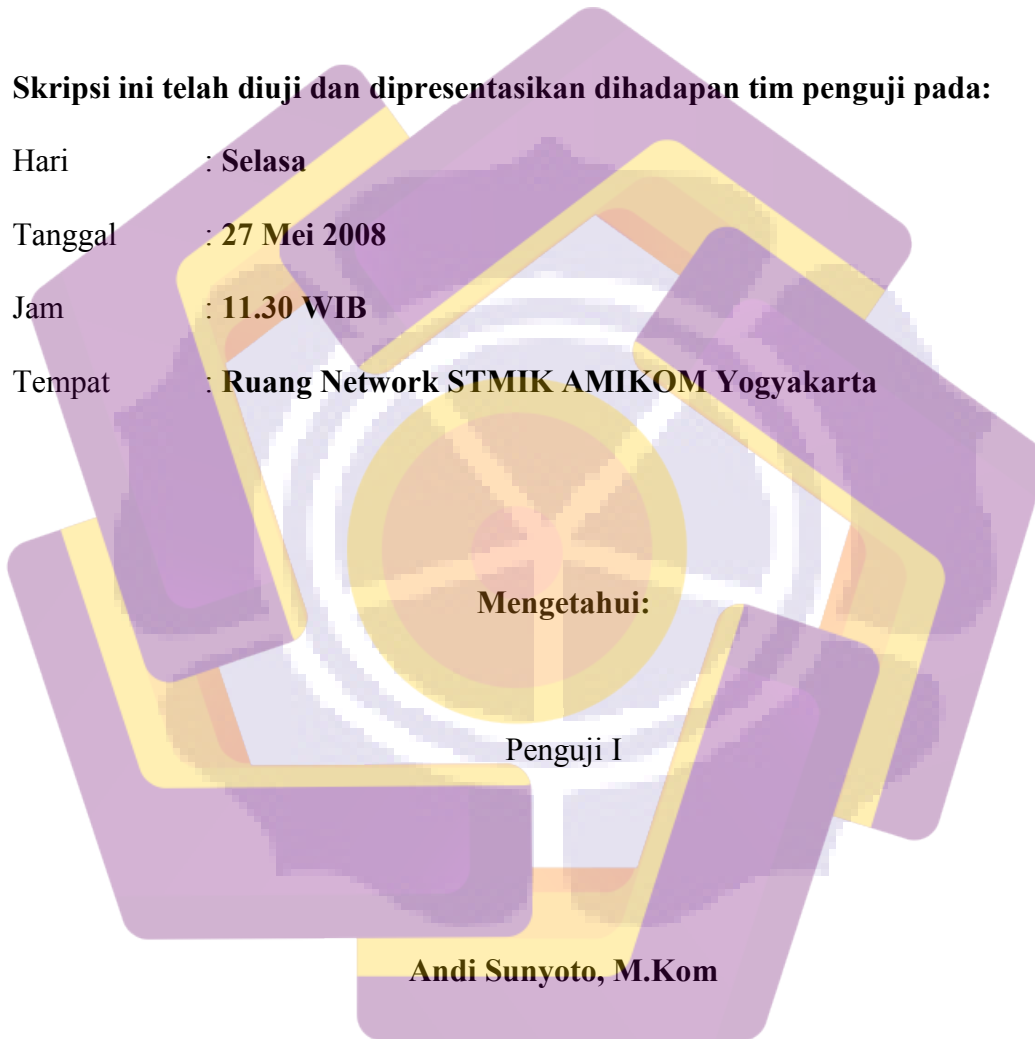 Skripsi ini telah diuji dan dipresentasikan dihadapan tim penguji pada:
Hari : Selasa
Tanggal : 27 Mei 2008
Jam : 11.30 WIB
Tempat : Ruang Network STMIK AMIKOM Yogyakarta
Mengetahui:
Penguji I
Andi Sunyoto, M.Kom